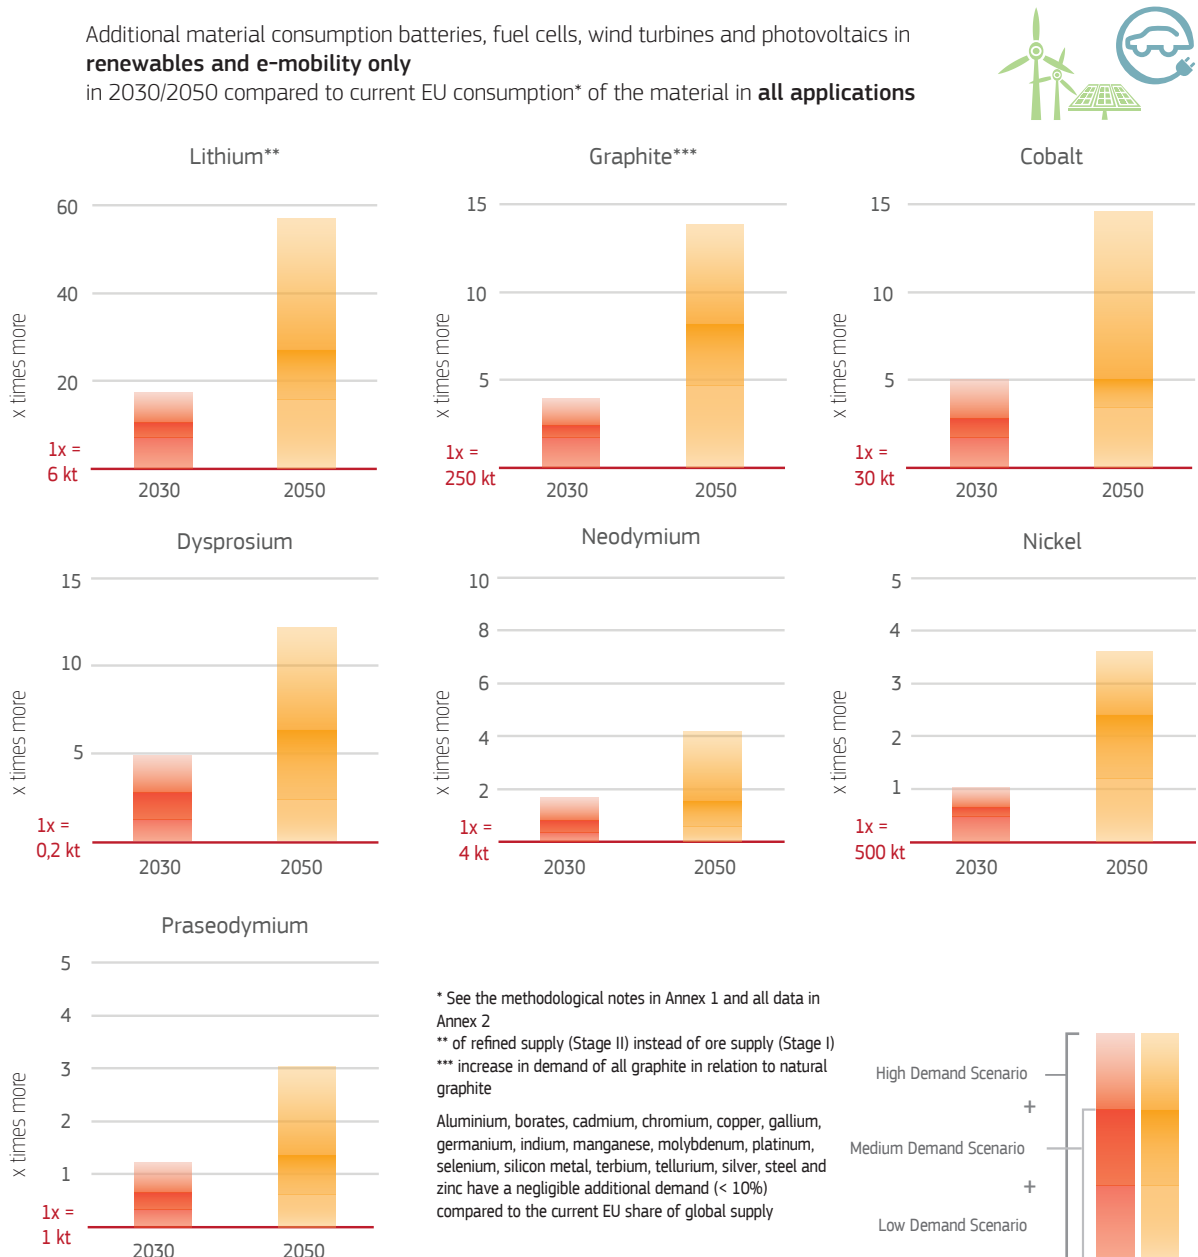 Additional material consumption batteries, fuel cells, wind turbines and photovoltaics in
renewables and e-mobility only
in 2030/2050 compared to current EU consumption* of the material in all applications
Lithium**
60
40
20
x times more
1x =
6 kt
2030
2050
Graphite***
15
10
5
x times more
1x =
250 kt
2030
2050
Cobalt
15
10
5
x times more
1x =
30 kt
2030
2050
Dysprosium
15
10
5
x times more
1x =
0,2 kt
2030
2050
Neodymium
10
8
6
4
2
x times more
1x =
4 kt
2030
2050
Nickel
5
4
3
2
1
x times more
1x =
500 kt
2030
2050
Praseodymium
5
4
3
2
1
x times more
1x =
1 kt
2030
2050
* See the methodological notes in Annex 1 and all data in
Annex 2
** of refined supply (Stage II) instead of ore supply (Stage I)
*** increase in demand of all graphite in relation to natural
graphite
Aluminium, borates, cadmium, chromium, copper, gallium,
germanium, indium, manganese, molybdenum, platinum,
selenium, silicon metal, terbium, tellurium, silver, steel and
zinc have a negligible additional demand (< 10%)
compared to the current EU share of global supply
High Demand Scenario
+
Medium Demand Scenario
+
Low Demand Scenario